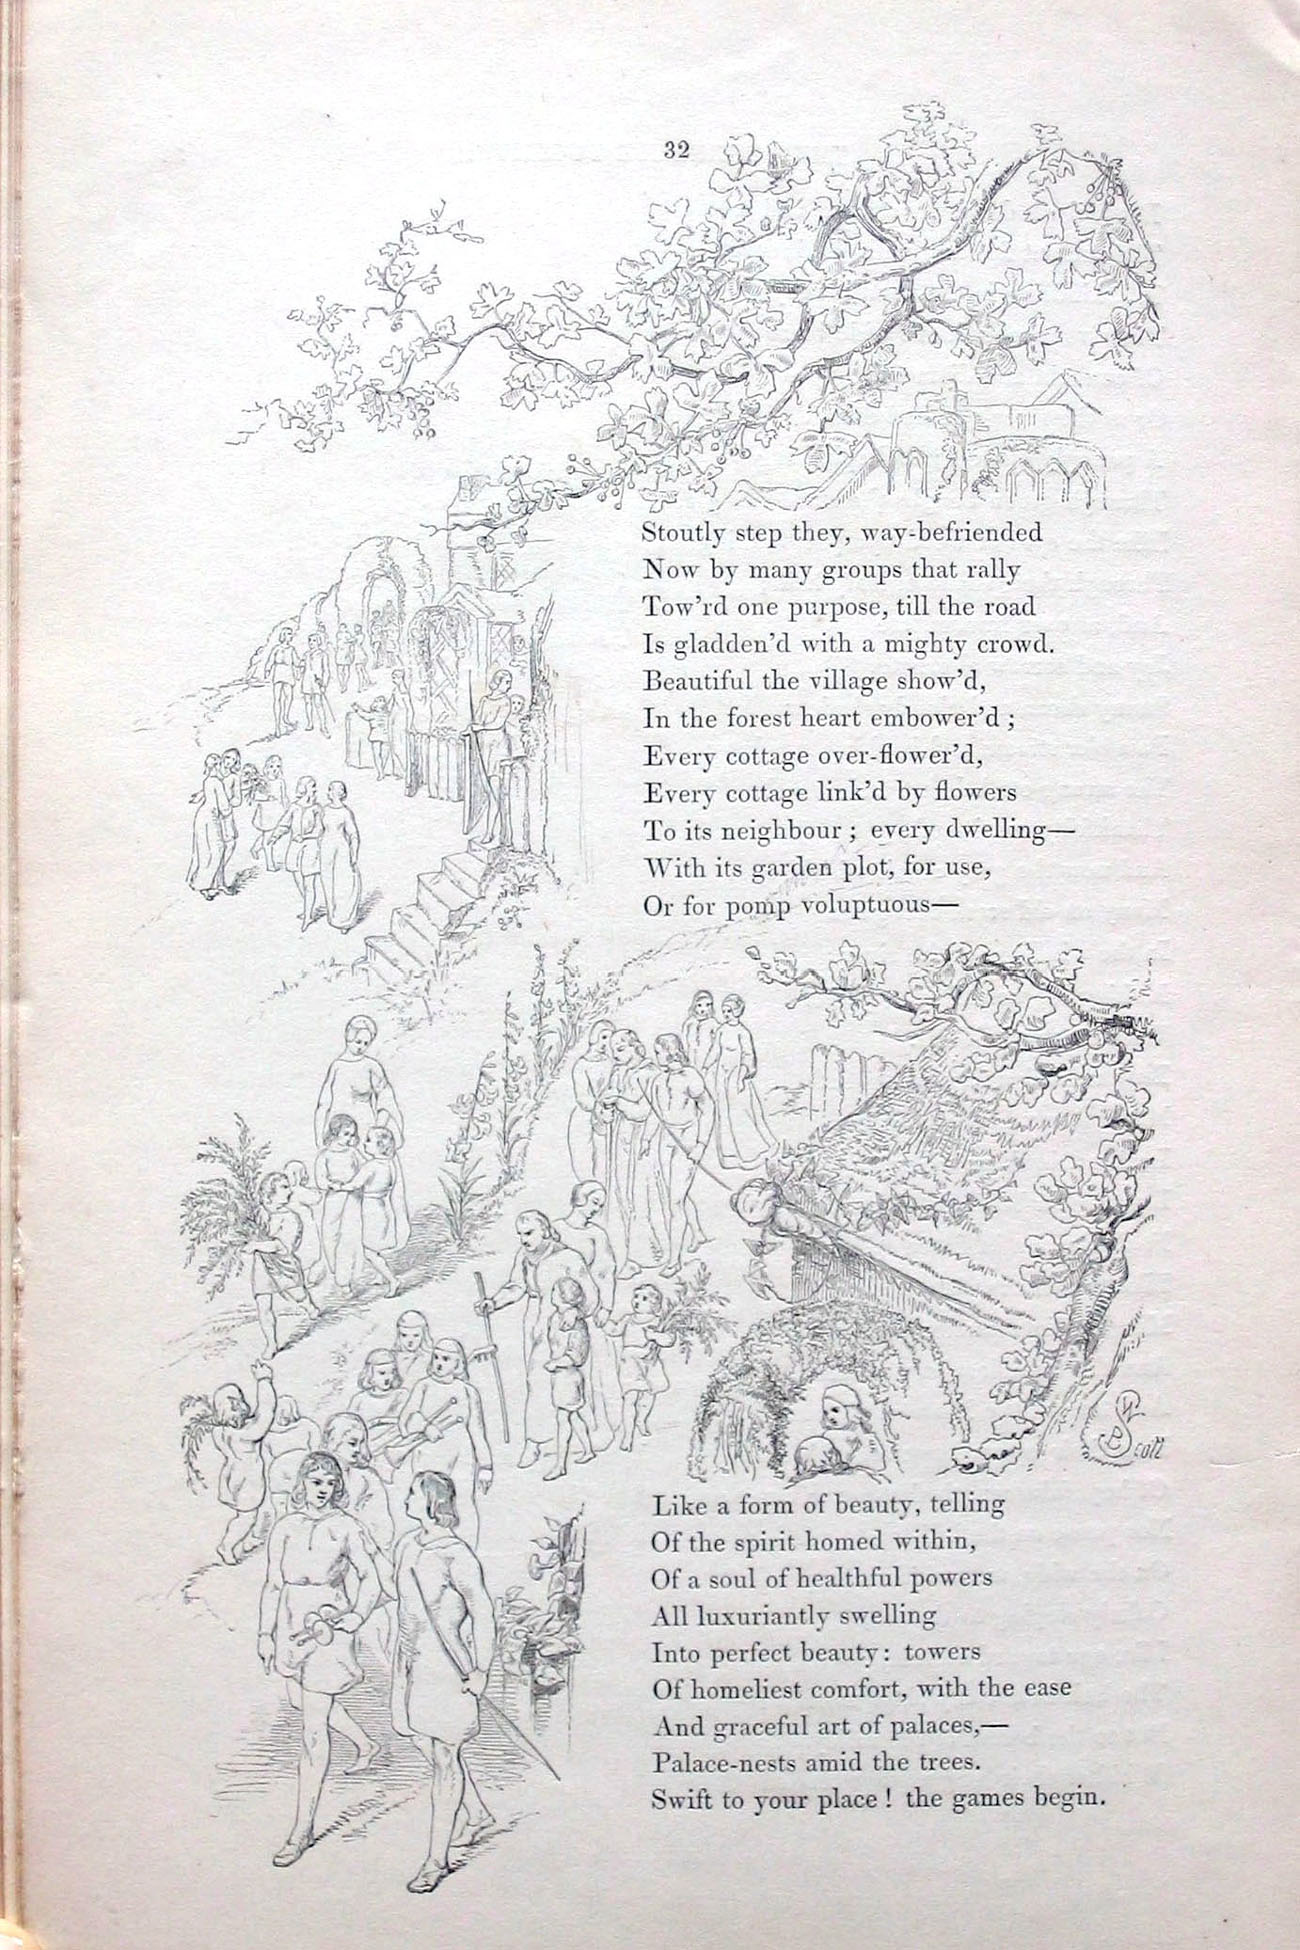 32
Stoutly step they, way-befriended
Now by many groups that rally
Tow'rd one purpose, till the road
Is gladden'd with a mighty crowd.
Beautiful the village show'd,
In the forest heart embower'd ;
Every cottage over-flower'd,
Every cottage link'd by flowers
To its neighbour ; every dwelling—
With its garden plot, for use,
Or for pomp voluptuous—
Scott
Like a form of beauty, telling
Of the spirit homed within,
Of a soul of healthful powers
All luxuriantly swelling
Into perfect beauty: towers
Of homeliest comfort, with the ease
And graceful art of palaces,—
Palace-nests amid the trees.
Swift to your place ! the games begin.